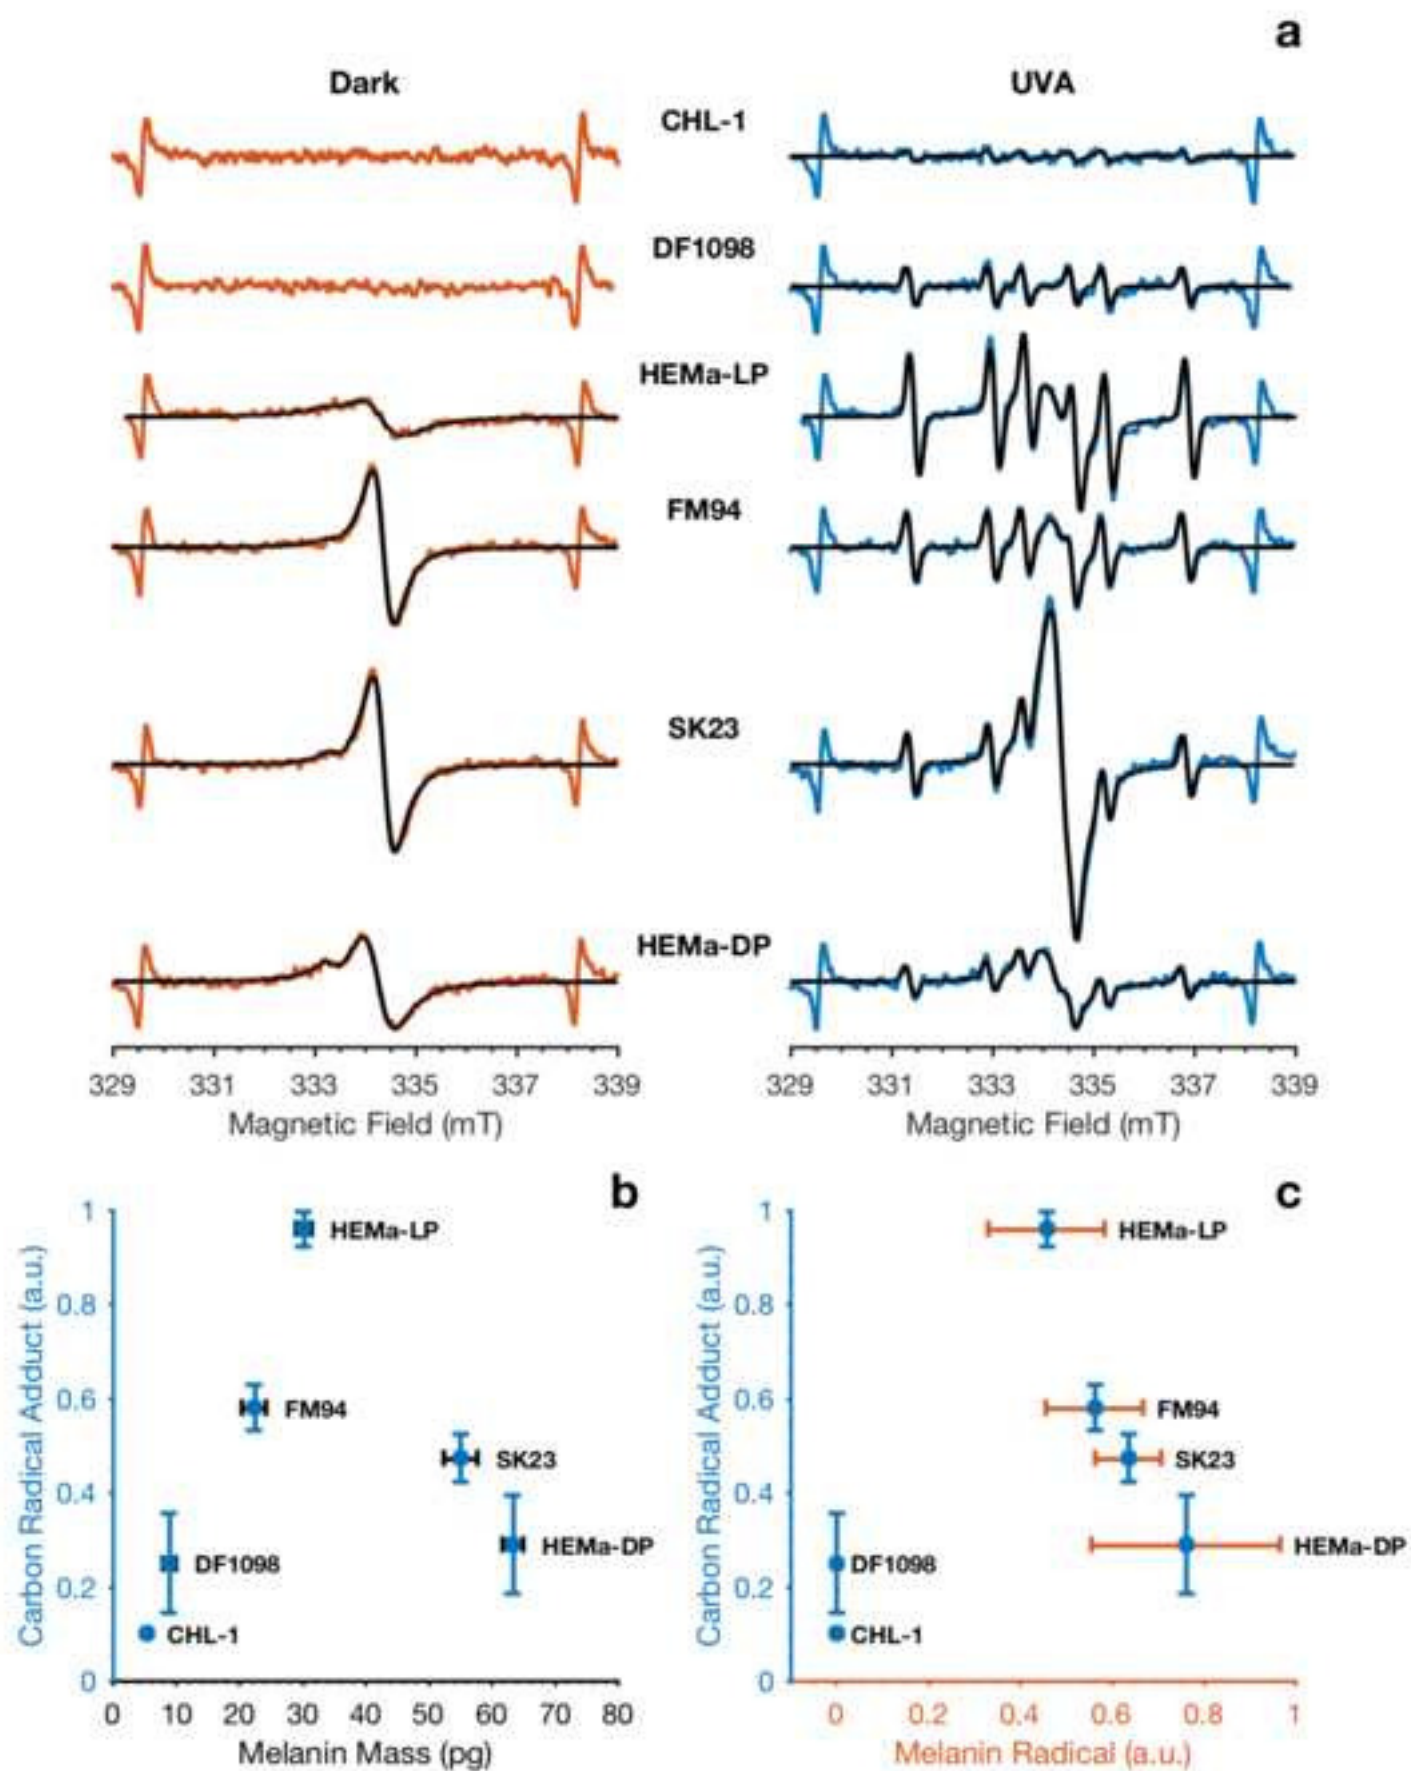 a
Dark
UVA
CHL-1
DF1098
HEMa-LP
FM94
SK23
HEMa-DP
329 331 333 335 337 339
Magnetic Field (mT)
329 331 333 335 337 339
Magnetic Field (mT)
b
Carbon Radical Adduct (a.u.)
1
0.8
0.6
0.4
0.2
0
HEMa-LP
FM94
SK23
HEMa-DP
DF1098
CHL-1
0 10 20 30 40 50 60 70 80
Melanin Mass (pg)
c
Carbon Radical Adduct (a.u.)
1
0.8
0.6
0.4
0.2
0
HEMa-LP
FM94
SK23
HEMa-DP
DF1098
CHL-1
0 0.2 0.4 0.6 0.8 1
Melanin Radical (a.u.)